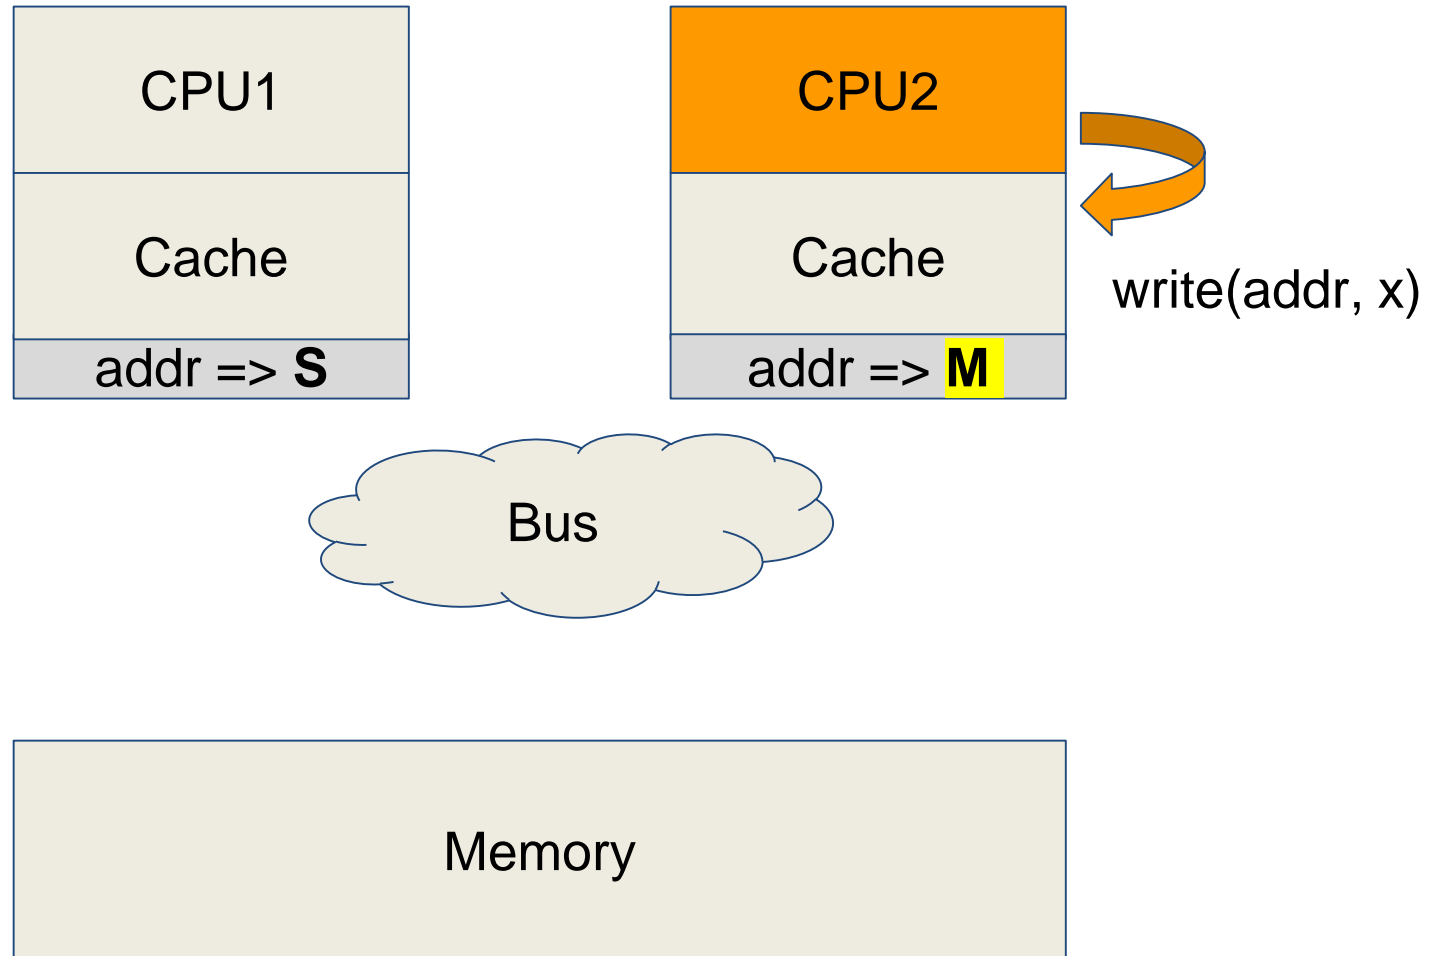 CPU1
CPU2
Cache
Cache
write(addr, x)
addr => S
addr => M
Bus
Memory